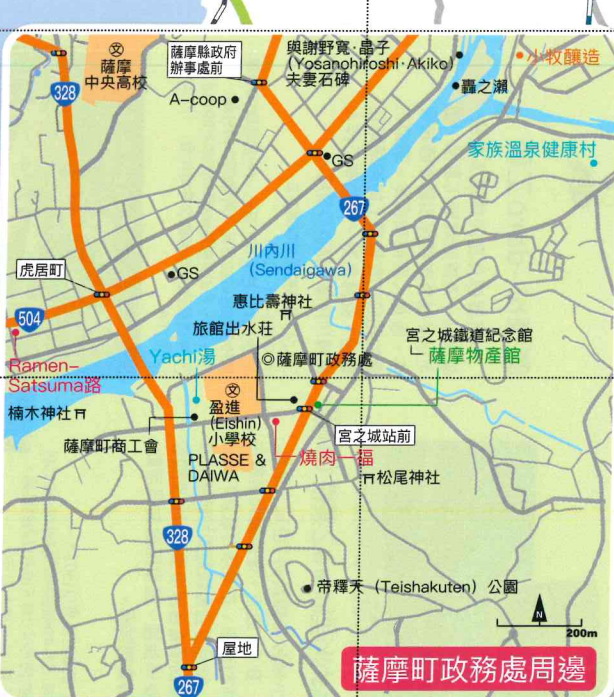 文
薩摩
中央高校
薩摩縣政府
辦事處前
與謝野寛·晶子
(Yosanohiroshi·Akiko)
夫妻石碑
小牧釀造
328
A-coop
轟之瀨
GS
家族溫泉健康村
267
川內川
(Sendaigawa)
虎居町
GS
惠比壽神社
504
旅館出水荘
宮之城鐵道紀念館
Ramen-
Satsuma路
Yachi湯
薩摩町政務處
薩摩物產館
文
楠木神社
盈進
(Eishin)
小學校
宮之城站前
薩摩町商工會
PLASSE &
DAIWA
燒肉一福
松尾神社
328
帝釋天（Teishakuten）公園
N
200m
屋地
267
薩摩町政務處周邊